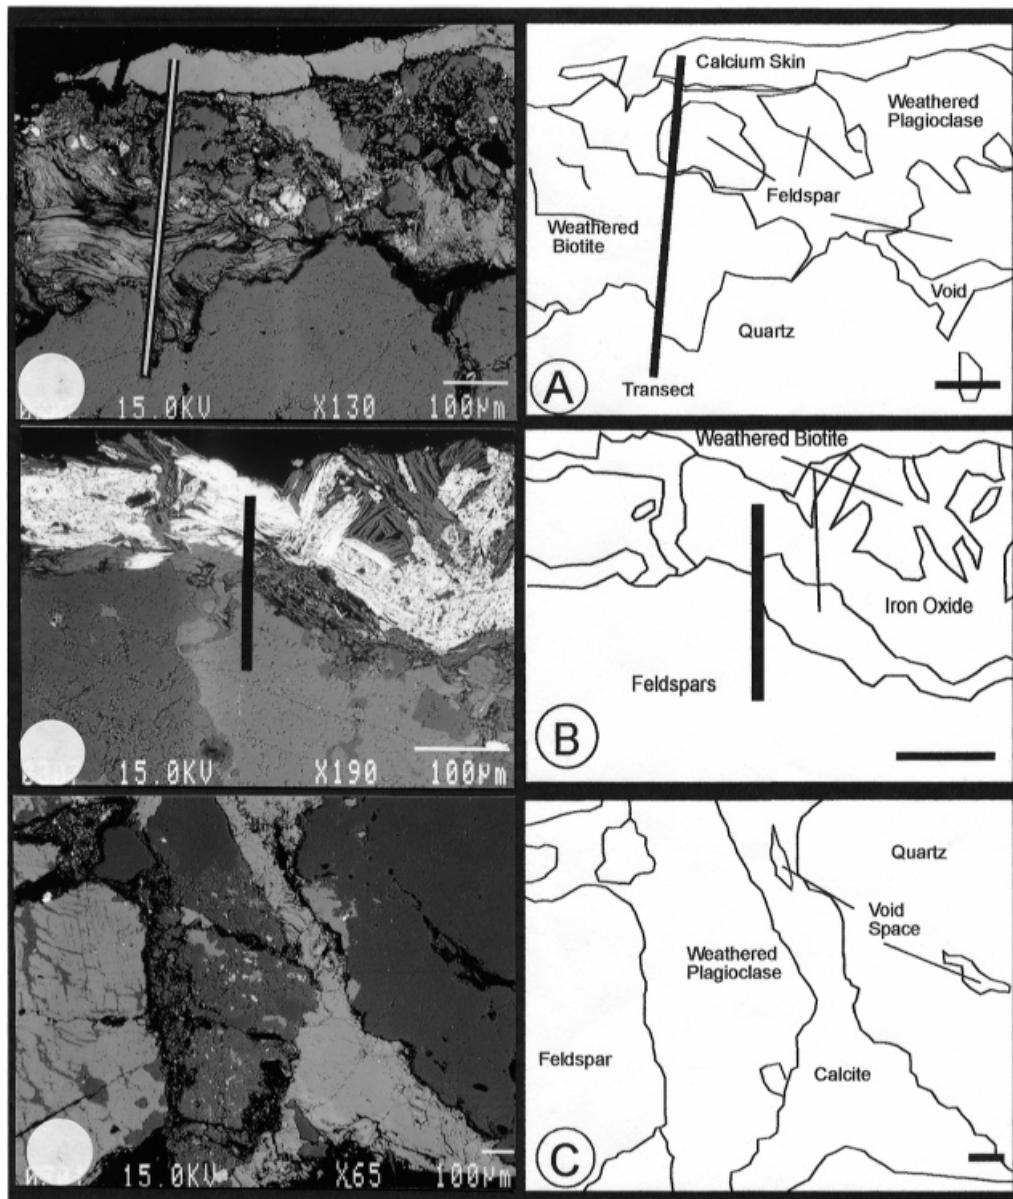 Calcium Skin
Weathered
Plagioclase
Feldspar
Weathered
Biotite
Void
Quartz
A
Transect
15.0KV X130 100µm
Weathered Biotite
Iron Oxide
Feldspars
B
15.0KV X190 100µm
Quartz
Void
Space
Weathered
Plagioclase
Feldspar
Calcite
C
15.0KV X65 100µm